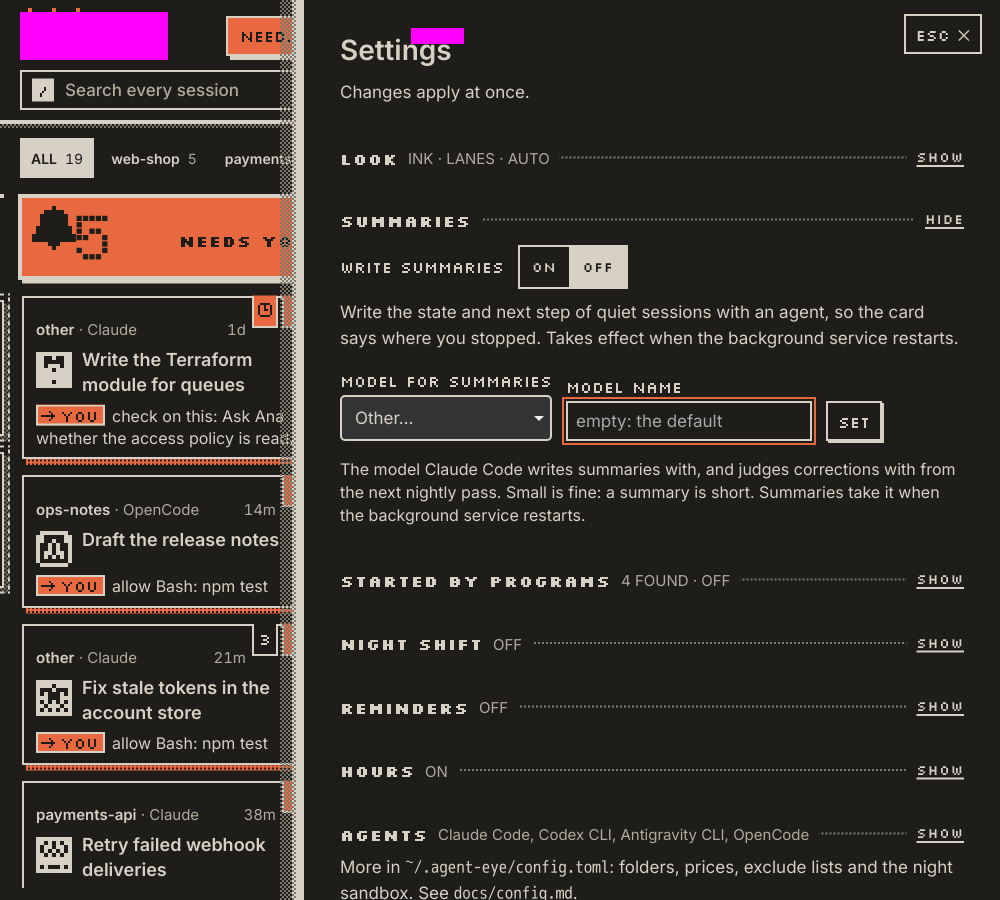 NEED
/ Search every session
ALL 19 web-shop 5 payments
5 NEEDS YO
other · Claude 1d
Write the Terraform
module for queues
→ YOU check on this: Ask Ana
whether the access policy is read
ops-notes · OpenCode 14m
Draft the release notes
→ YOU allow Bash: npm test
3
other · Claude 21m
Fix stale tokens in the
account store
→ YOU allow Bash: npm test
payments-api · Claude 38m
Retry failed webhook
deliveries
Settings
ESC ×
Changes apply at once.
LOOK INK · LANES · AUTO SHOW
SUMMARIES HIDE
WRITE SUMMARIES ON OFF
Write the state and next step of quiet sessions with an agent, so the card
says where you stopped. Takes effect when the background service restarts.
MODEL FOR SUMMARIES MODEL NAME
Other... empty: the default SET
The model Claude Code writes summaries with, and judges corrections with from
the next nightly pass. Small is fine: a summary is short. Summaries take it when
the background service restarts.
STARTED BY PROGRAMS 4 FOUND · OFF SHOW
NIGHT SHIFT OFF SHOW
REMINDERS OFF SHOW
HOURS ON SHOW
AGENTS Claude Code, Codex CLI, Antigravity CLI, OpenCode SHOW
More in ~/.agent-eye/config.toml: folders, prices, exclude lists and the night
sandbox. See docs/config.md.